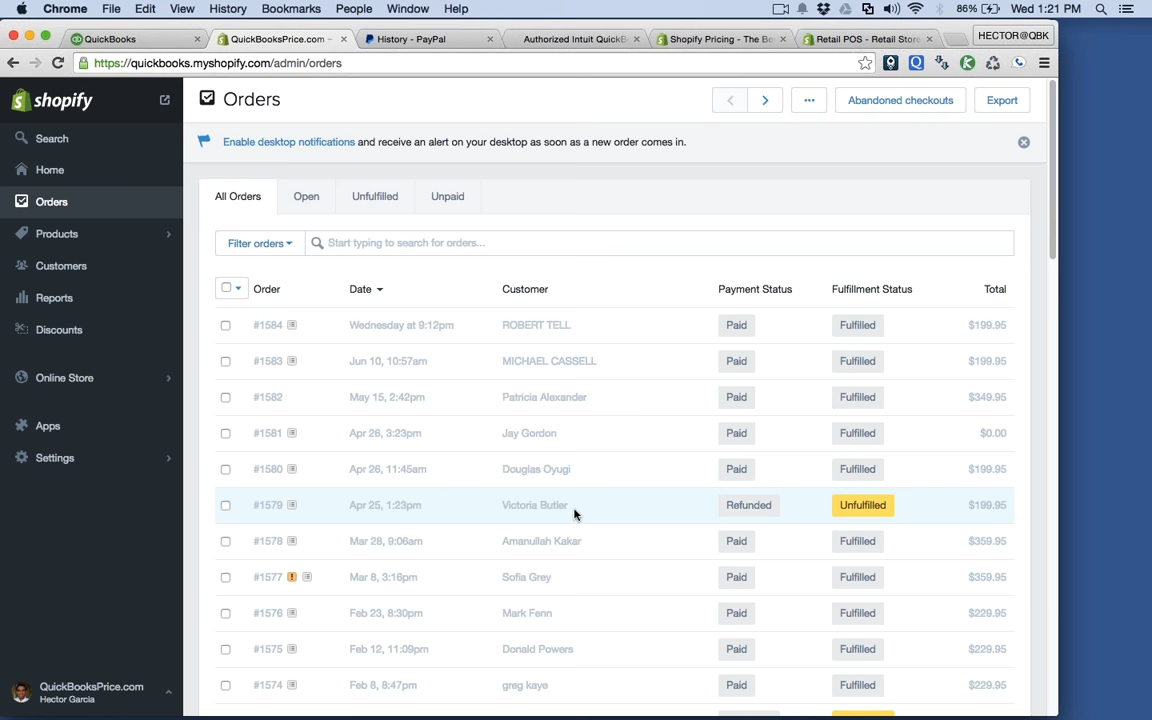 Chrome File Edit View History Bookmarks People Window Help 86% Wed 1:21 PM
QuickBooks QuickBooksPrice.com – History - PayPal Authorized Intuit QuickB Shopify Pricing - The Be Retail POS - Retail Store HECTOR@QBK
https://quickbooks.myshopify.com/admin/orders
shopify
Orders
Abandoned checkouts
Export
Search
Enable desktop notifications and receive an alert on your desktop as soon as a new order comes in.
Home
Orders
All Orders Open Unfulfilled Unpaid
Products
Filter orders Start typing to search for orders...
Customers
Reports
Order Date Customer Payment Status Fulfillment Status Total
Discounts
#1584 Wednesday at 9:12pm ROBERT TELL Paid Fulfilled $199.95
#1583 Jun 10, 10:57am MICHAEL CASSELL Paid Fulfilled $199.95
Online Store
#1582 May 15, 2:42pm Patricia Alexander Paid Fulfilled $349.95
Apps
#1581 Apr 26, 3:23pm Jay Gordon Paid Fulfilled $0.00
Settings
#1580 Apr 26, 11:45am Douglas Oyugi Paid Fulfilled $199.95
#1579 Apr 25, 1:23pm Victoria Butler Refunded Unfulfilled $199.95
#1578 Mar 28, 9:06am Amanullah Kakar Paid Fulfilled $359.95
#1577 Mar 8, 3:16pm Sofia Grey Paid Fulfilled $359.95
#1576 Feb 23, 8:30pm Mark Fenn Paid Fulfilled $229.95
#1575 Feb 12, 11:09pm Donald Powers Paid Fulfilled $229.95
#1574 Feb 8, 8:47pm greg kaye Paid Fulfilled $229.95
QuickBooksPrice.com
Hector Garcia